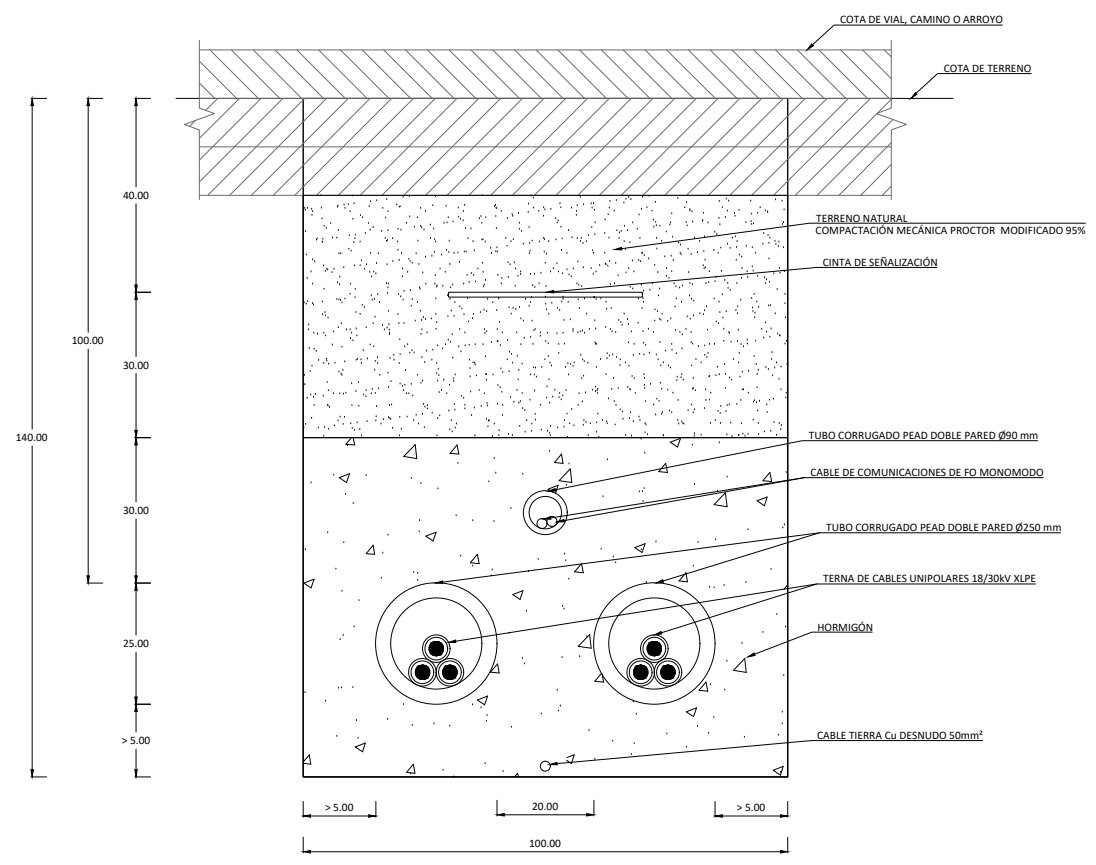 COTA DE VIAL, CAMINO O ARROYO
COTA DE TERRENO
40.00
TERRENO NATURAL
COMPACTACIÓN MECÁNICA PROCTOR MODIFICADO 95%
CINTA DE SEÑALIZACIÓN
100.00
30.00
140.00
TUBO CORRUGADO PEAD DOBLE PARED Ø90 mm
CABLE DE COMUNICACIONES DE FO MONOMODO
30.00
TUBO CORRUGADO PEAD DOBLE PARED Ø250 mm
TERNA DE CABLES UNIPOLARES 18/30kV XLPE
HORMIGÓN
25.00
> 5.00
CABLE TIERRA Cu DESNUDO 50mm²
> 5.00
20.00
> 5.00
100.00